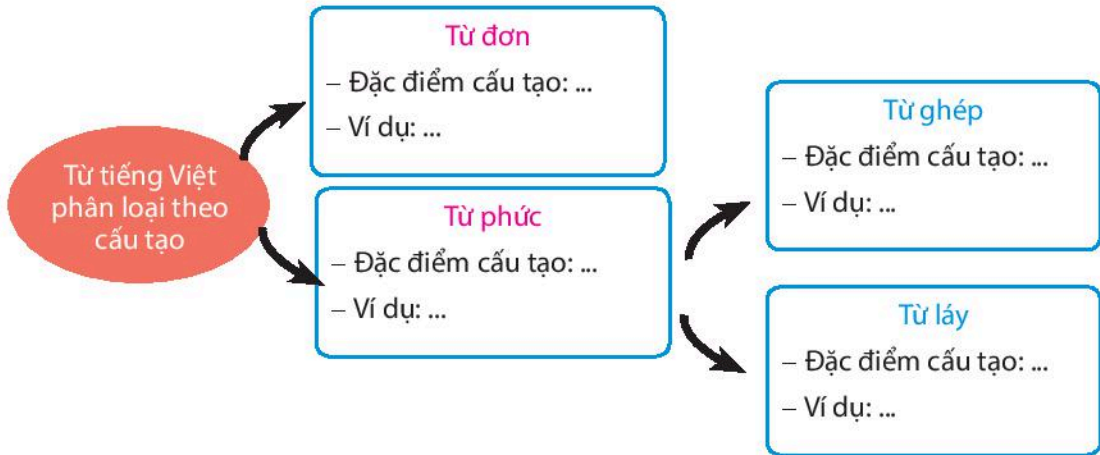 Từ tiếng Việt
phân loại theo
cấu tạo
Từ đơn
– Đặc điểm cấu tạo: ...
– Ví dụ: ...
Từ phức
– Đặc điểm cấu tạo: ...
– Ví dụ: ...
Từ ghép
– Đặc điểm cấu tạo: ...
– Ví dụ: ...
Từ láy
– Đặc điểm cấu tạo: ...
– Ví dụ: ...